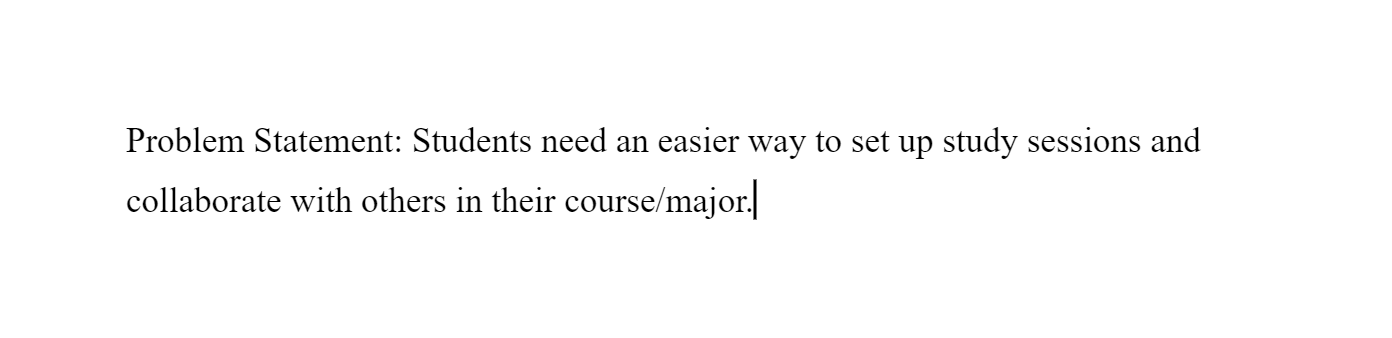 Problem Statement: Students need an easier way to set up study sessions and
collaborate with others in their course/major.